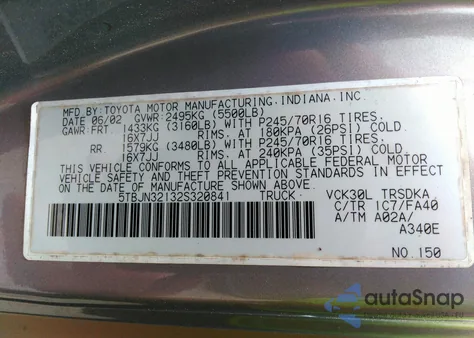 MFD.BY:TOYOTA MOTOR MANUFACTURING,INDIANA,INC.
DATE 06/02 GVWR:2495KG (5500LB)
GAWR:FRT 1433KG (3160LB) WITH P245/70R16 TIRES.
16X7JJ RIMS. AT 180KPA (26PSI) COLD.
RR 1579KG (3480LB) WITH P245/70R16 TIRES.
16X7JJ RIMS. AT 240KPA (35PSI) COLD.
THIS VEHICLE CONFORMS TO ALL APPLICABLE FEDERAL MOTOR
VEHICLE SAFETY AND THEFT PREVENTION STANDARDS IN EFFECT
ON THE DATE OF MANUFACTURE SHOWN ABOVE.
5TBJN32132S320841 TRUCK
VCK30L TRSDKA
C/TR 1C7/FA40
A/TM A02A/
A340E
NO.150
autoSnap